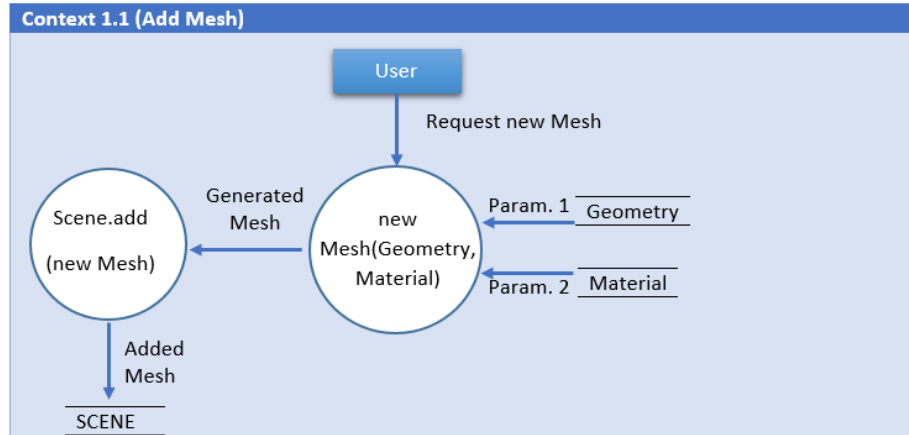 Context 1.1 (Add Mesh)
User
Request new Mesh
Generated
Mesh
Scene.add
(new Mesh)
new
Mesh(Geometry,
Material)
Param. 1
Geometry
Param. 2
Material
Added
Mesh
SCENE